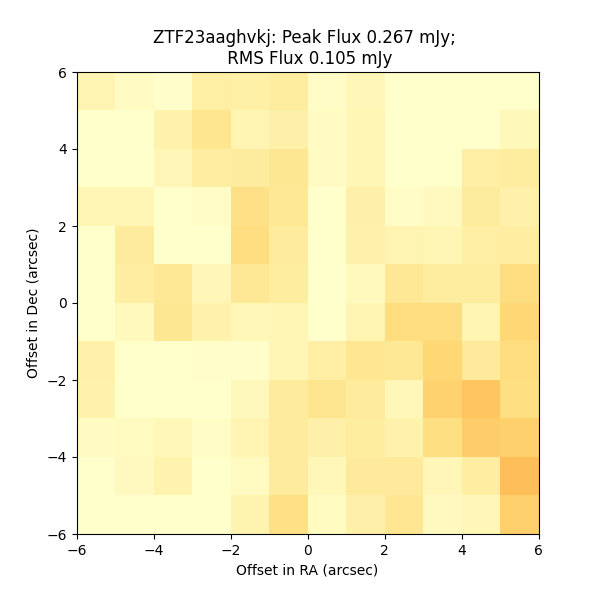 ZTF23aaghvkj: Peak Flux 0.267 mJy;
RMS Flux 0.105 mJy
6
4
2
0
−2
−4
−6
Offset in Dec (arcsec)
−6 −4 −2 0 2 4 6
Offset in RA (arcsec)